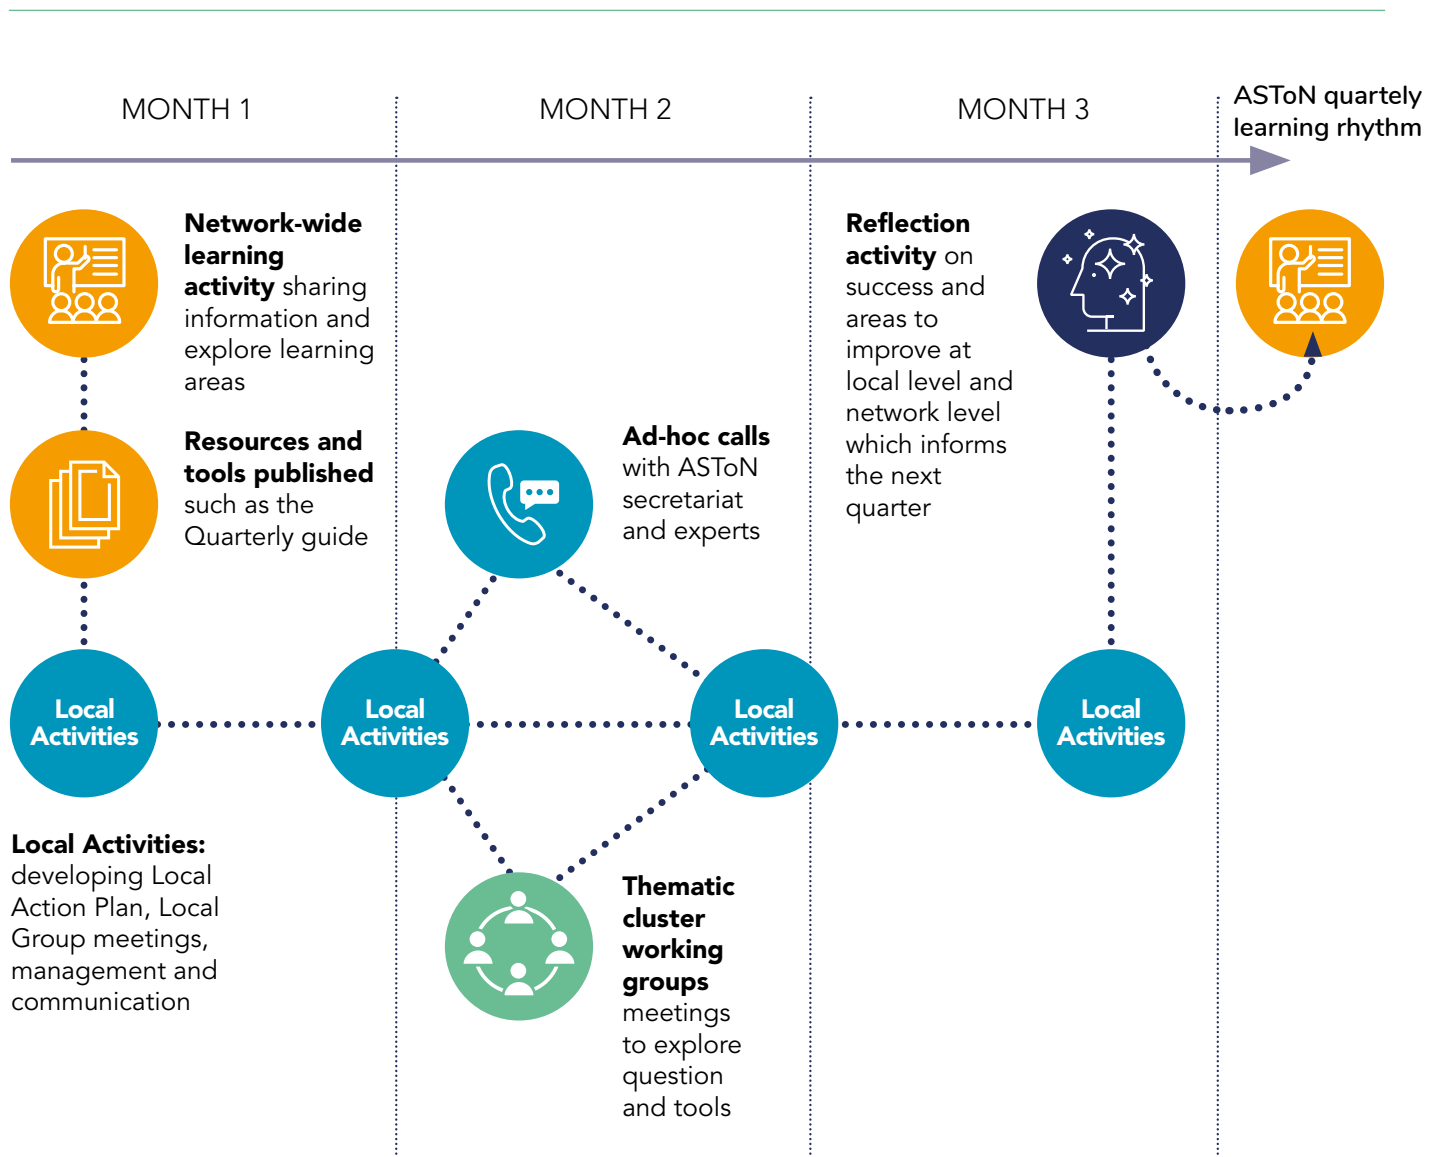 MONTH 1
MONTH 2
MONTH 3
ASToN quartely
learning rhythm
Network-wide
learning
activity sharing
information and
explore learning
areas
Resources and
tools published
such as the
Quarterly guide
Ad-hoc calls
with ASToN
secretariat
and experts
Reflection
activity on
success and
areas to
improve at
local level and
network level
which informs
the next
quarter
Local
Activities
Local
Activities
Local
Activities
Local
Activities
Local Activities:
developing Local
Action Plan, Local
Group meetings,
management and
communication
Thematic
cluster
working
groups
meetings
to explore
question
and tools